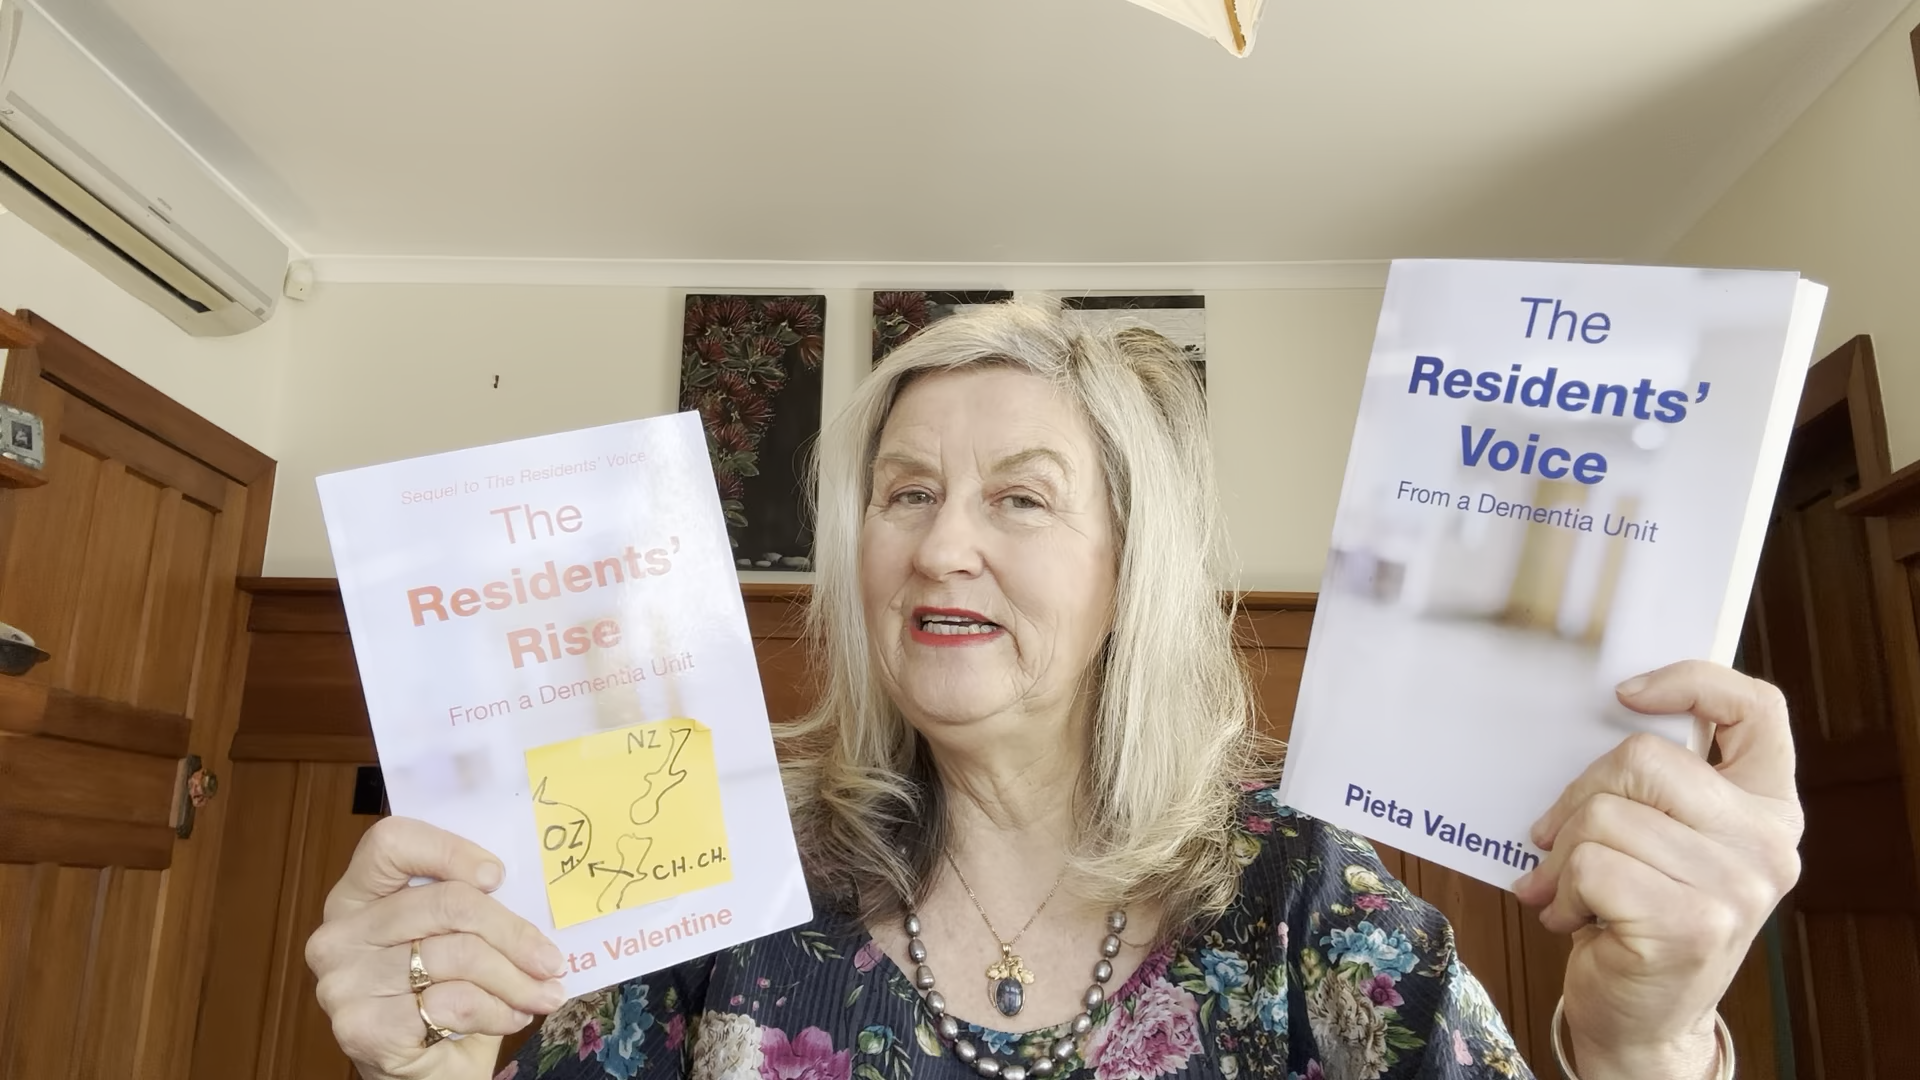 Sequel to The Residents' Voice
The
Residents'
Rise
From a Dementia Unit
NZ
OZ
M.
CH.CH.
eta Valentine
The
Residents'
Voice
From a Dementia Unit
Pieta Valentin